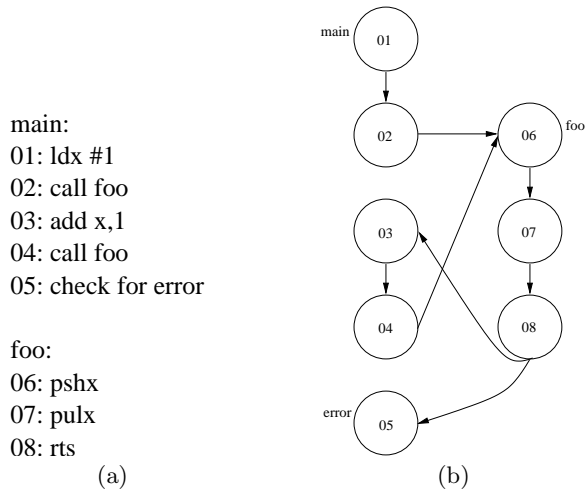 main:
01: ldx #1
02: call foo
03: add x,1
04: call foo
05: check for error
foo:
06: pshx
07: pulx
08: rts
(a)
main
01
02
06
foo
03
07
04
08
error
05
(b)